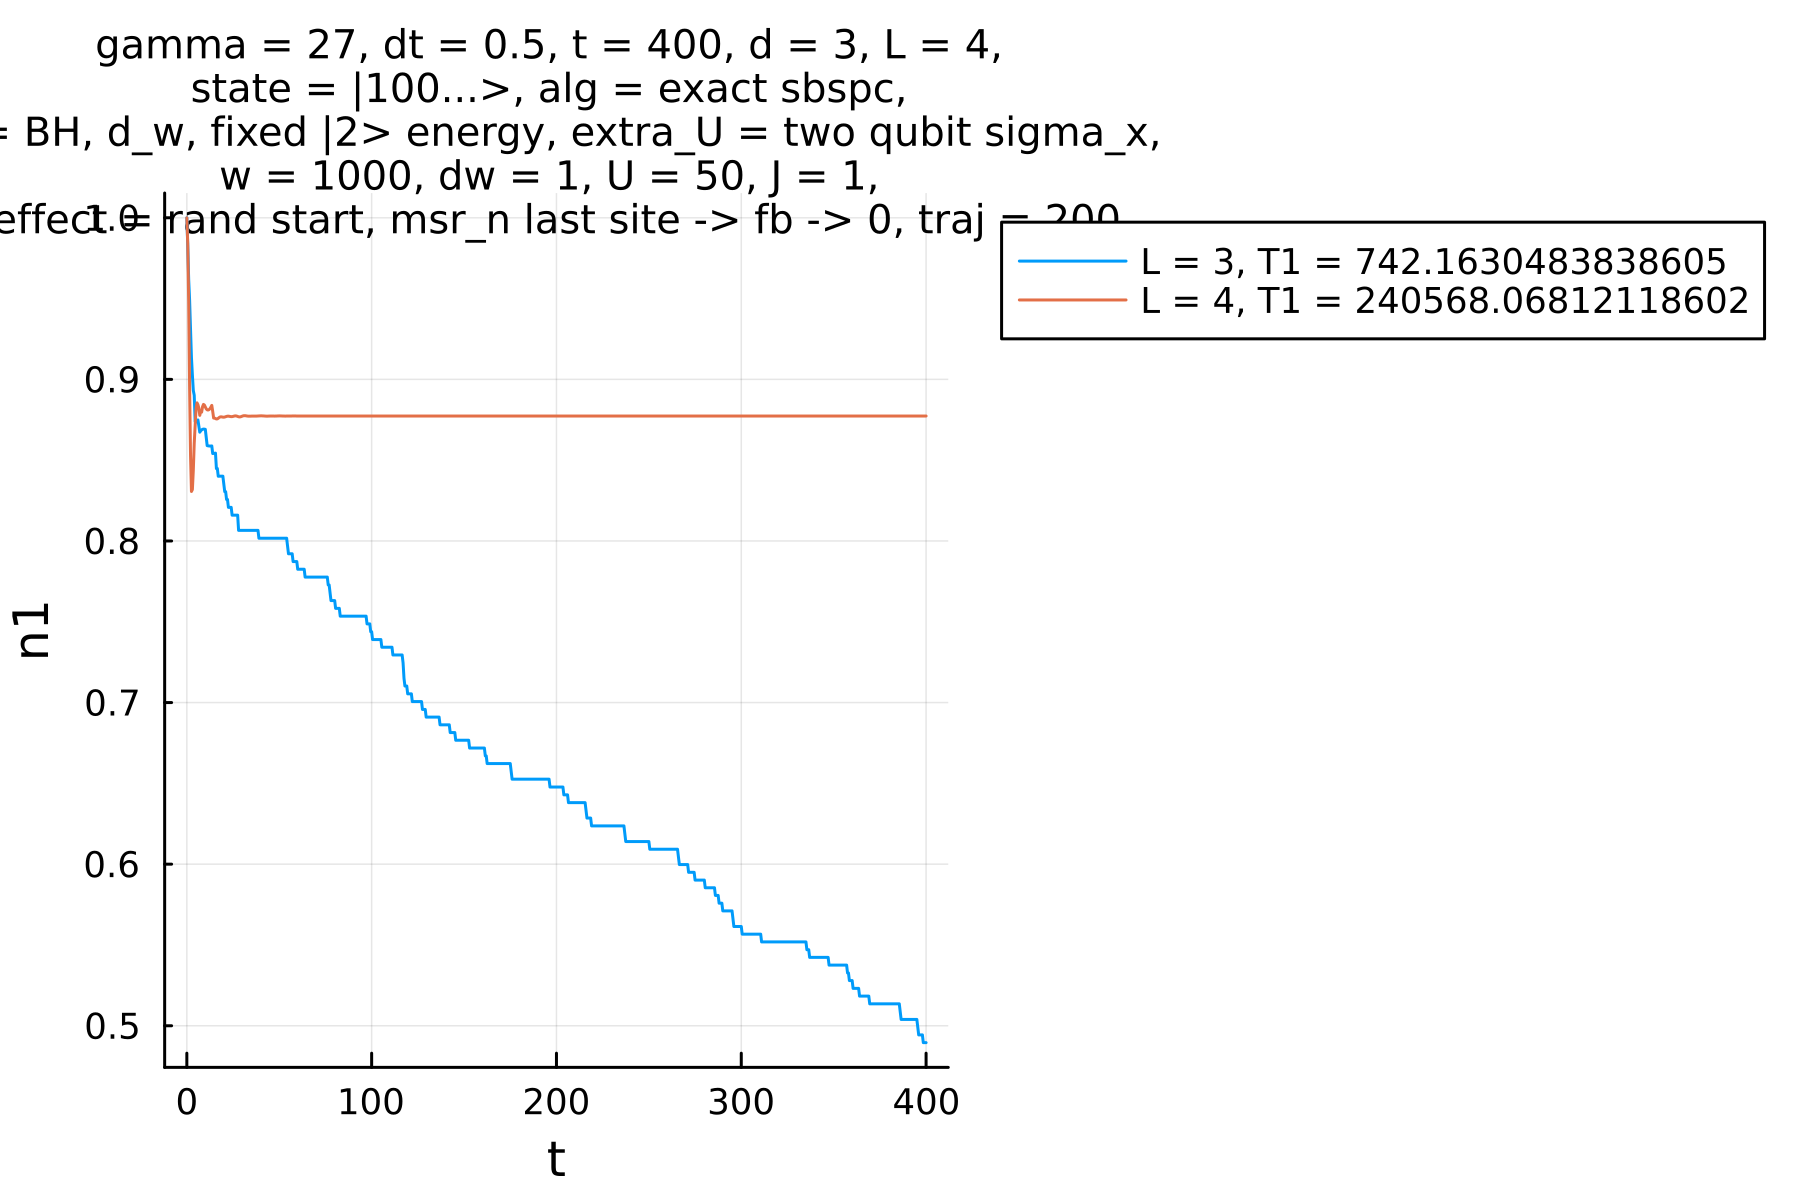 gamma = 27, dt = 0.5, t = 400, d = 3, L = 4,
state = |100...>, alg = exact sbspc,
= BH, d_w, fixed |2> energy, extra_U = two qubit sigma_x,
w = 1000, dw = 1, U = 50, J = 1,
effect = rand start, msr_n last site -> fb -> 0, traj = 200
L = 3, T1 = 742.1630483838605
L = 4, T1 = 240568.06812118602
1.0
0.9
0.8
0.7
0.6
0.5
n1
0 100 200 300 400
t